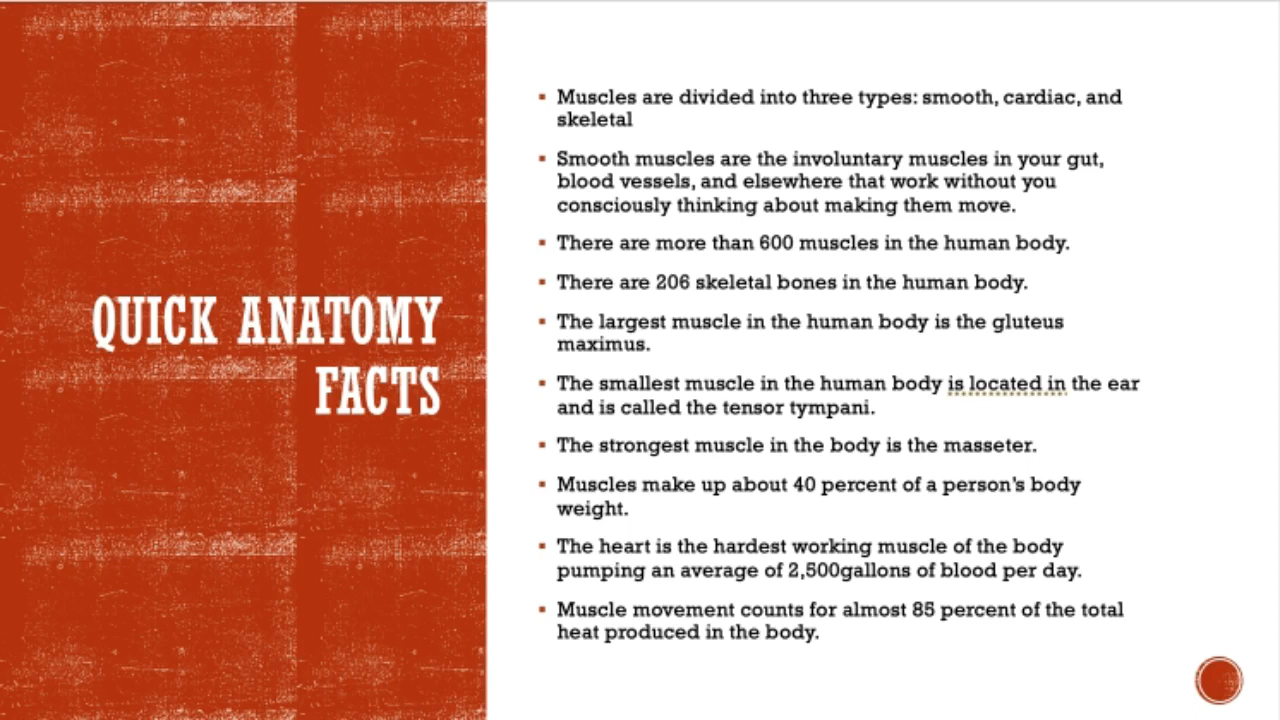 QUICK ANATOMY
FACTS
Muscles are divided into three types: smooth, cardiac, and
skeletal
Smooth muscles are the involuntary muscles in your gut,
blood vessels, and elsewhere that work without you
consciously thinking about making them move.
There are more than 600 muscles in the human body.
There are 206 skeletal bones in the human body.
The largest muscle in the human body is the gluteus
maximus.
The smallest muscle in the human body is located in the ear
and is called the tensor tympani.
The strongest muscle in the body is the masseter.
Muscles make up about 40 percent of a person's body
weight.
The heart is the hardest working muscle of the body
pumping an average of 2,500gallons of blood per day.
Muscle movement counts for almost 85 percent of the total
heat produced in the body.